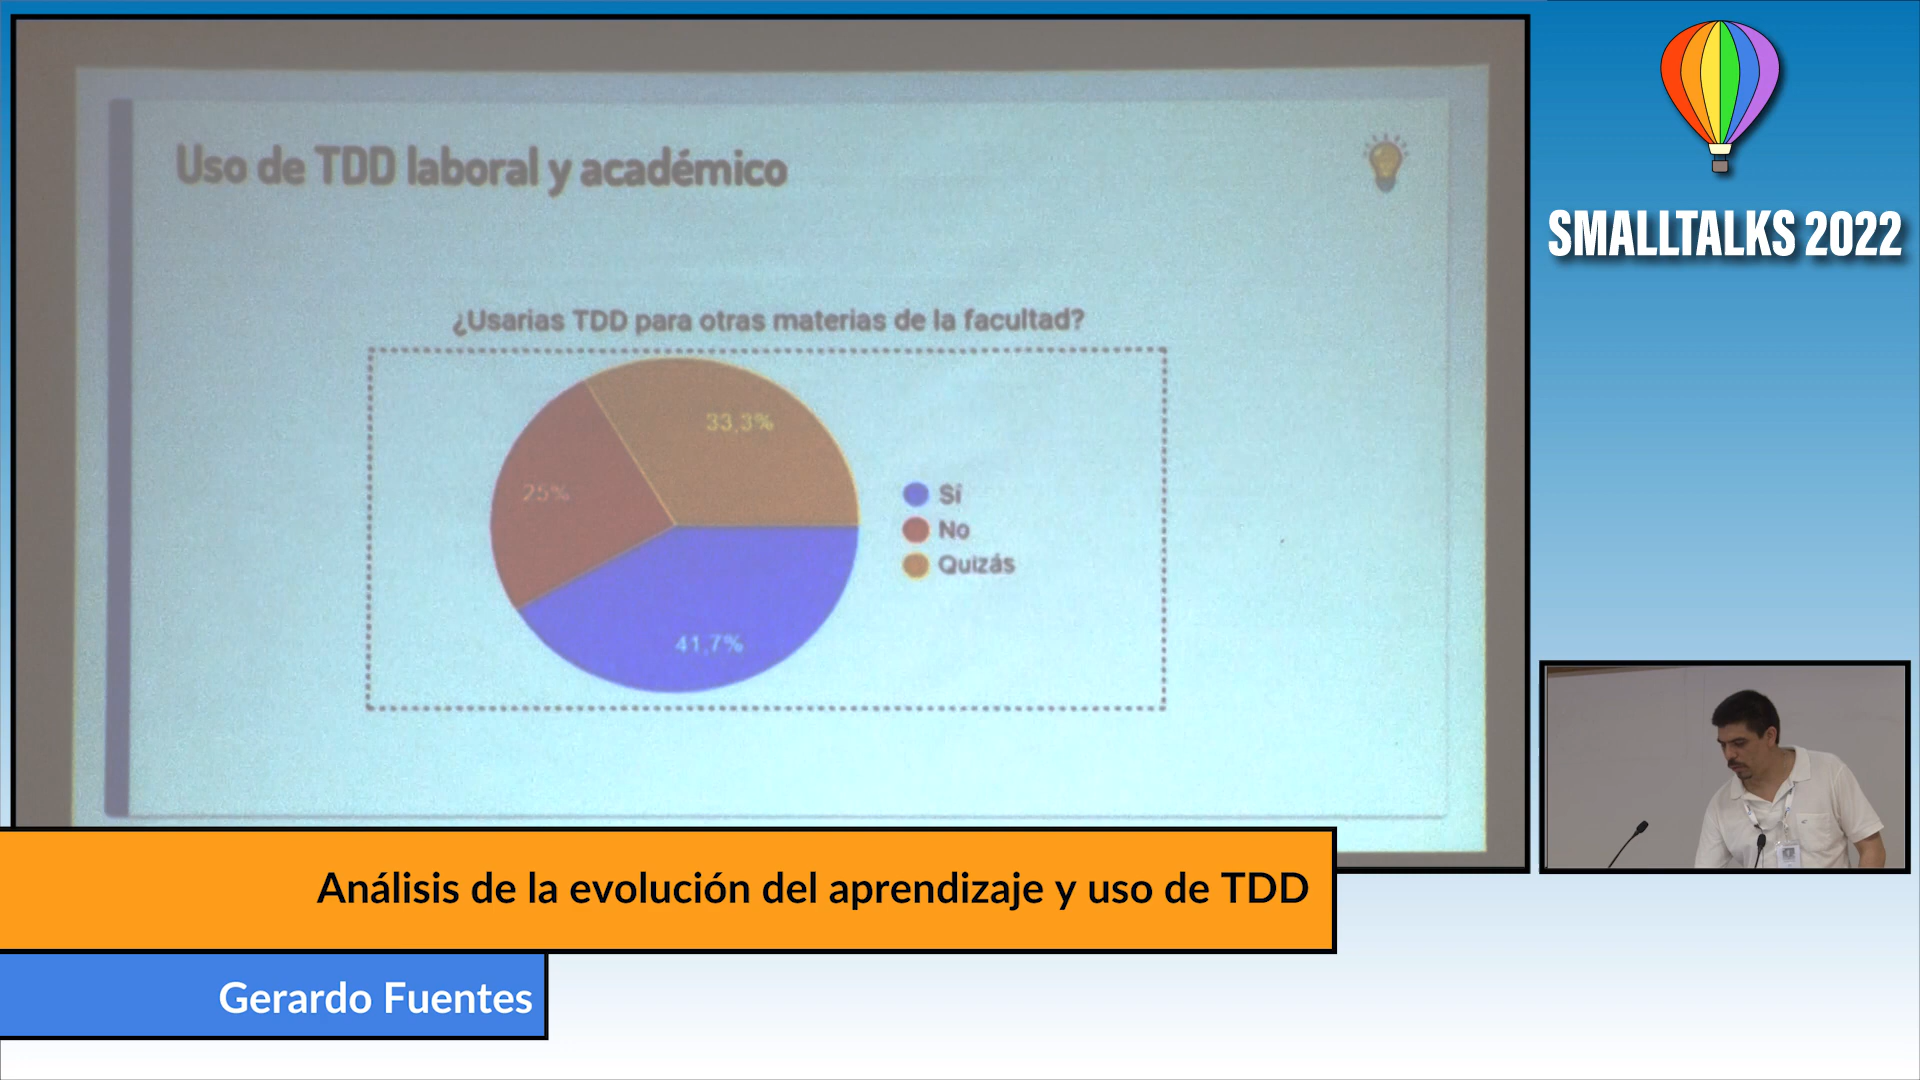 Uso de TDD laboral y académico
¿Usarias TDD para otras materias de la facultad?
33,3%
25%
41,7%
Sí
No
Quizás
SMALLTALKS 2022
Análisis de la evolución del aprendizaje y uso de TDD
Gerardo Fuentes